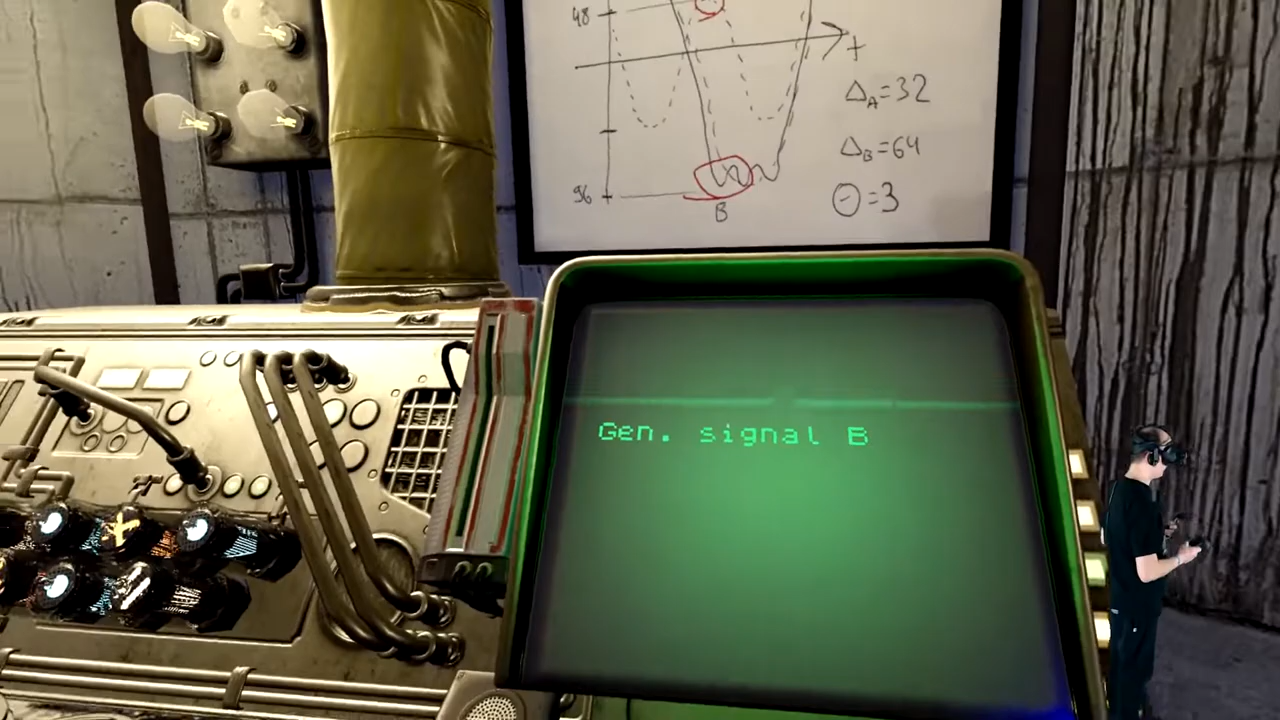 48
t
ΔA=32
ΔB=64
96
B
Θ=3
Gen. signal B